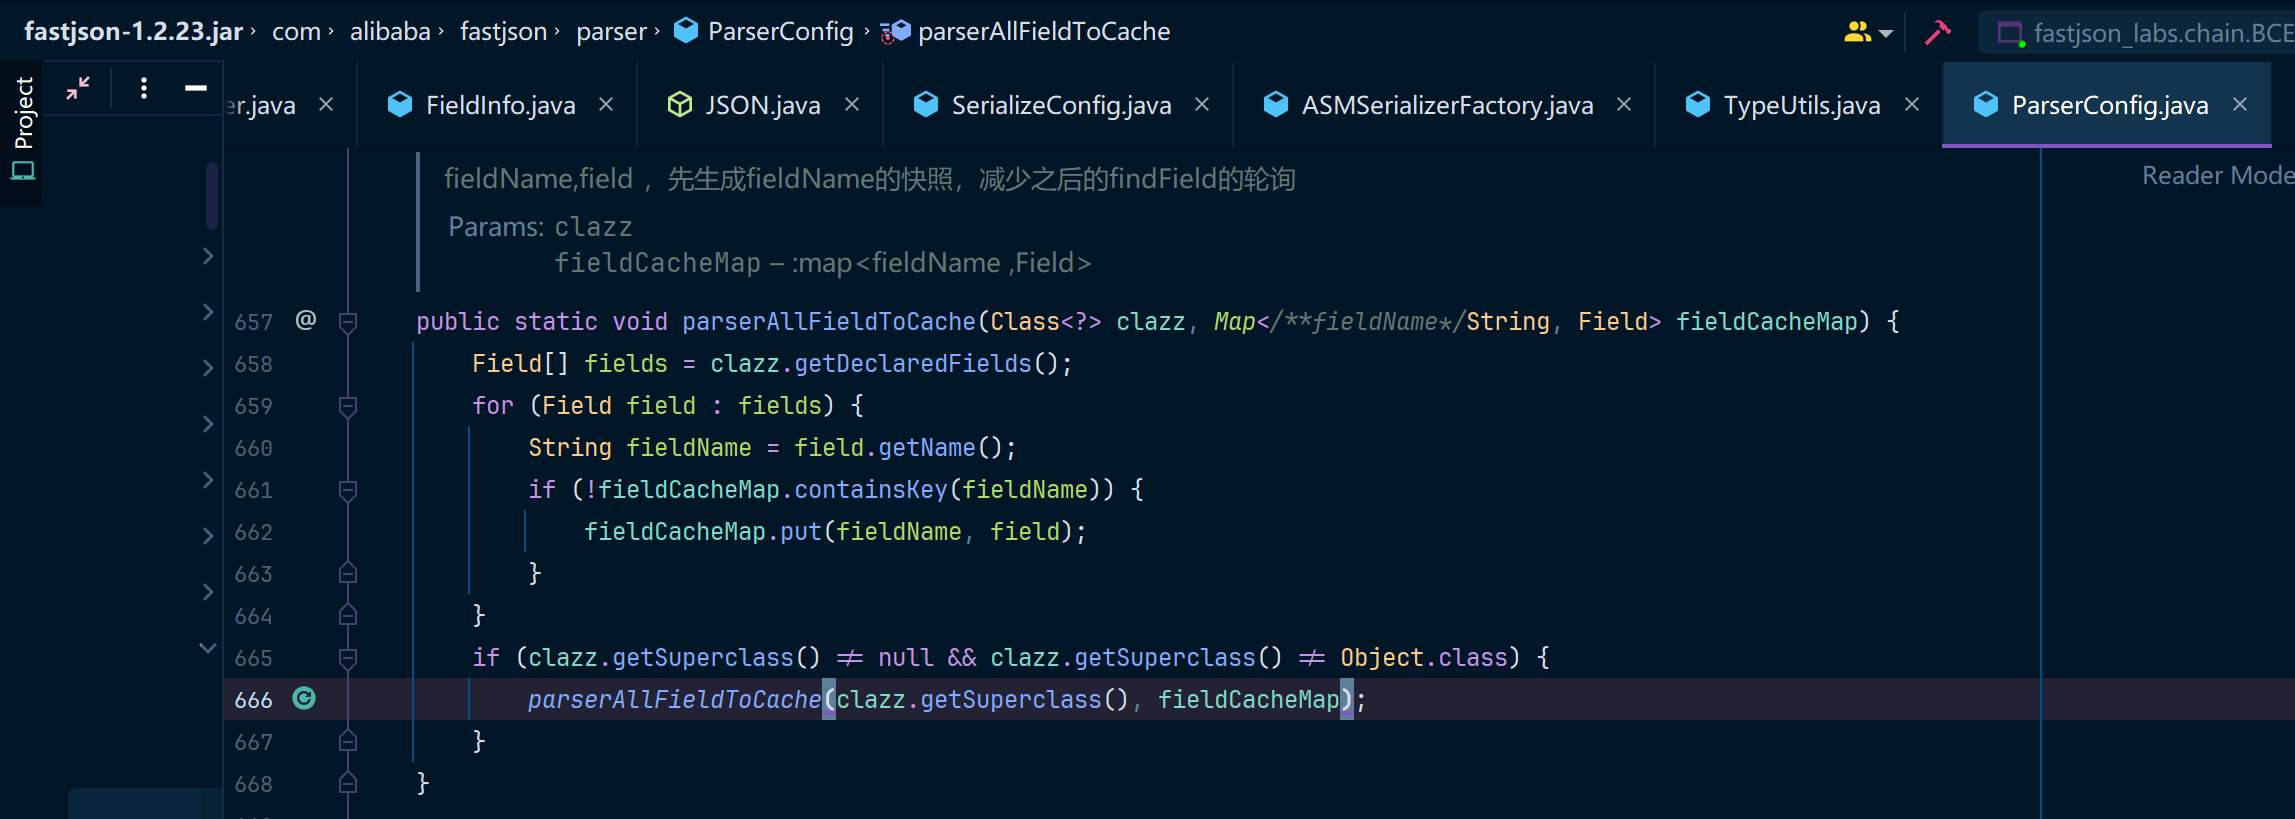 fastjson-1.2.23.jar › com › alibaba › fastjson › parser › ParserConfig › parserAllFieldToCache
fastjson_labs.chain.BCE
Project
er.java × FieldInfo.java × JSON.java × SerializeConfig.java × ASMSerializerFactory.java × TypeUtils.java × ParserConfig.java ×
Reader Mode
fieldName,field ，先生成fieldName的快照，减少之后的findField的轮询
Params: clazz
fieldCacheMap – :map<fieldName ,Field>
657 @ public static void parserAllFieldToCache(Class<?> clazz, Map</**fieldName*/String, Field> fieldCacheMap) {
658 Field[] fields = clazz.getDeclaredFields();
659 for (Field field : fields) {
660 String fieldName = field.getName();
661 if (!fieldCacheMap.containsKey(fieldName)) {
662 fieldCacheMap.put(fieldName, field);
663 }
664 }
665 if (clazz.getSuperclass() ≠ null && clazz.getSuperclass() ≠ Object.class) {
666 parserAllFieldToCache(clazz.getSuperclass(), fieldCacheMap);
667 }
668 }